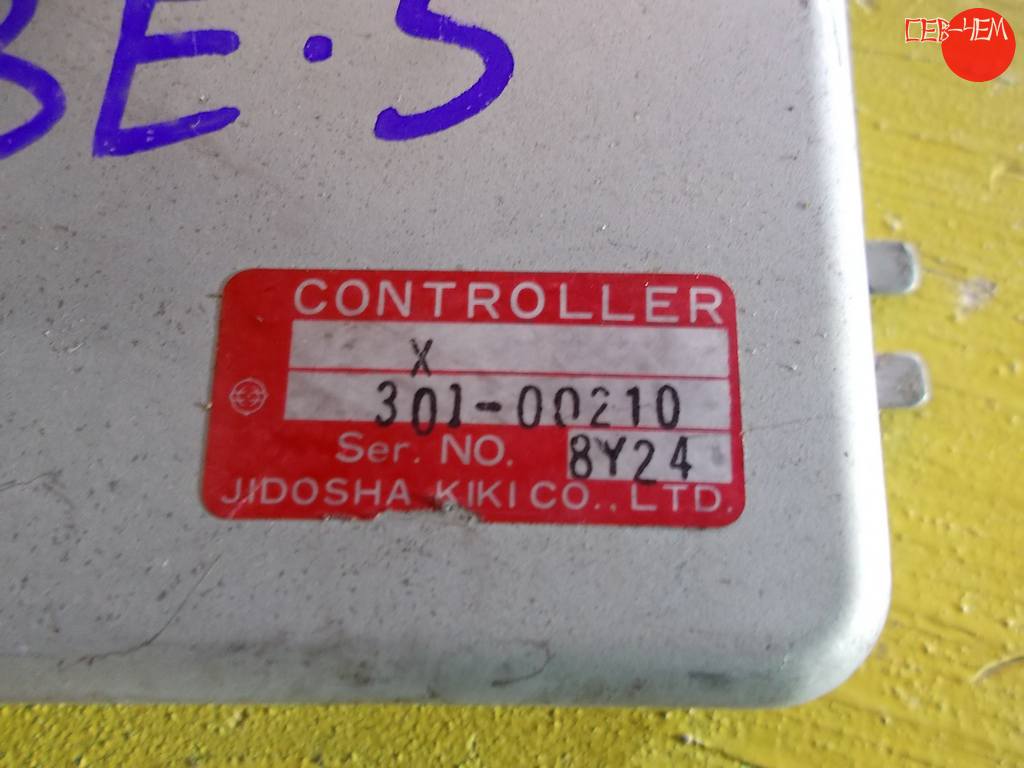 СЕВ-ЧЕМ
BE.5
CONTROLLER
X
301-00210
Ser. NO. 8Y24
JIDOSHA KIKI CO., LTD.